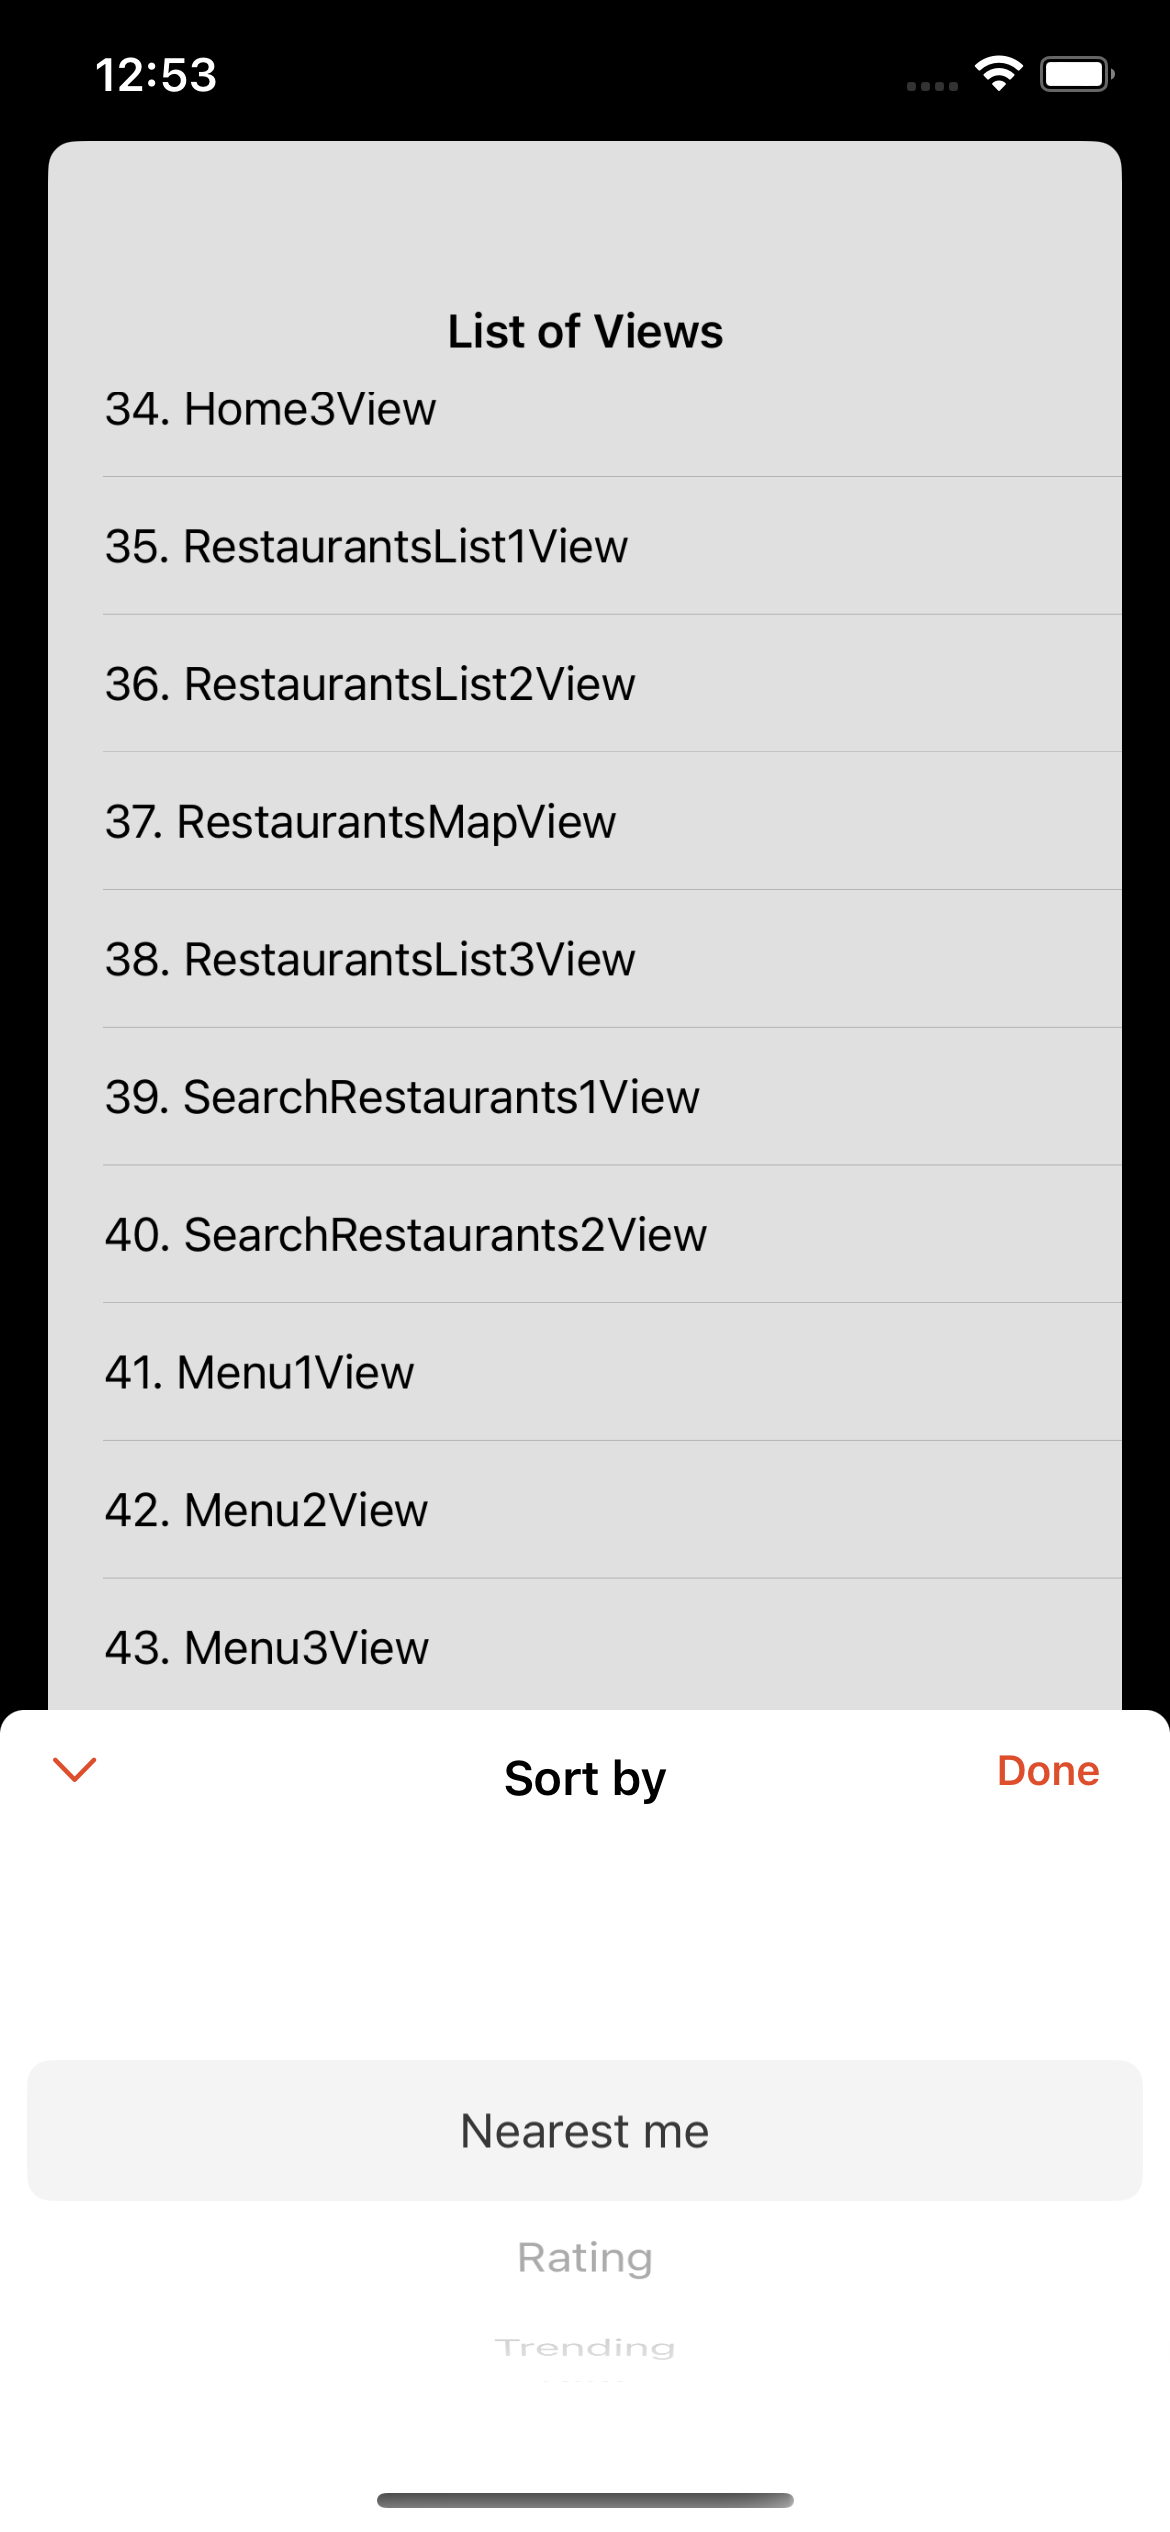 12:53
List of Views
34. Home3View
35. RestaurantsList1View
36. RestaurantsList2View
37. RestaurantsMapView
38. RestaurantsList3View
39. SearchRestaurants1View
40. SearchRestaurants2View
41. Menu1View
42. Menu2View
43. Menu3View
Sort by
Done
Nearest me
Rating
Trending